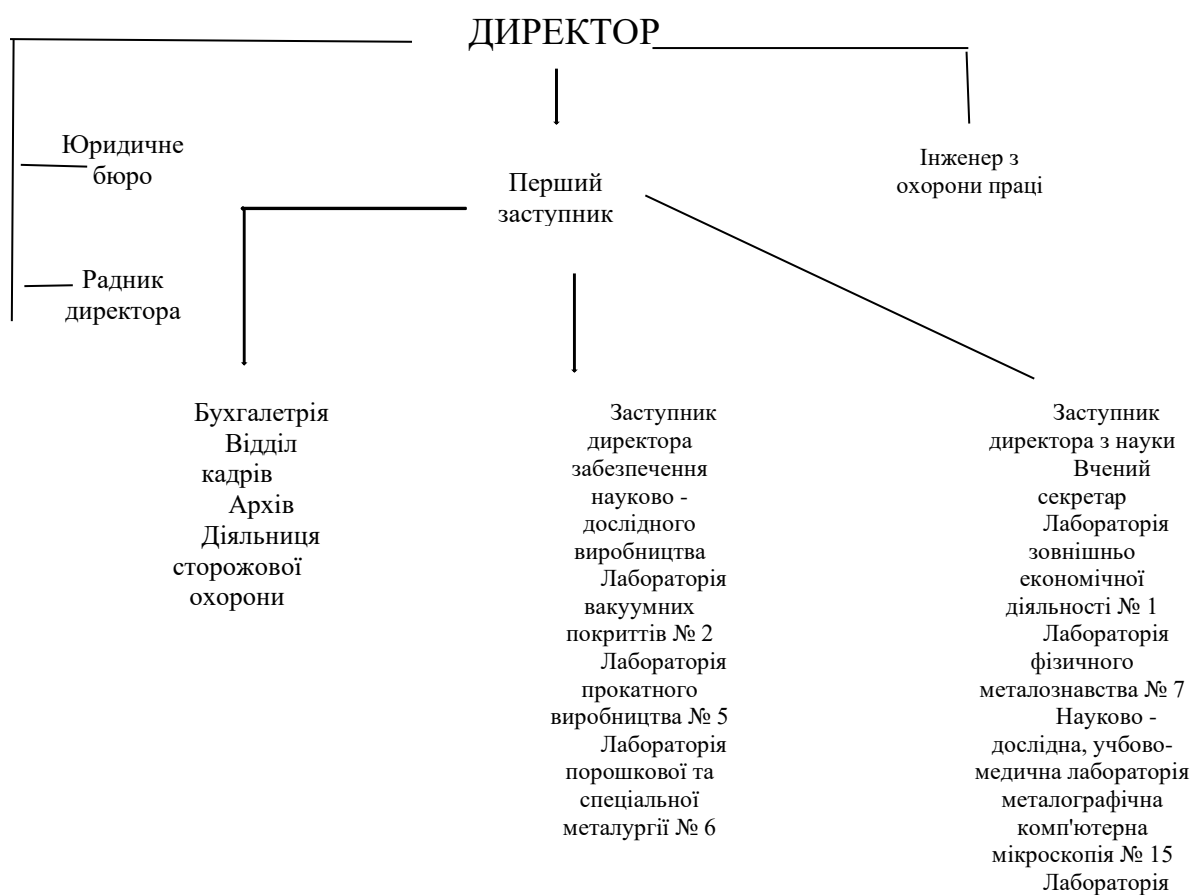 ДИРЕКТОР
Юридичне
бюро
Радник
директора
Перший
заступник
Інженер з
охорони праці
Бухгалетрія
Відділ
кадрів
Архів
Діяльниця
сторожової
охорони
Заступник
директора
забезпечення
науково -
дослідного
виробництва
Лабораторія
вакуумних
покриттів № 2
Лабораторія
прокатного
виробництва № 5
Лабораторія
порошкової та
спеціальної
металургії № 6
Заступник
директора з науки
Вчений
секретар
Лабораторія
зовнішньо
економічної
діяльності № 1
Лабораторія
фізичного
металознавства № 7
Науково -
дослідна, учбово-
медична лабораторія
металографічна
комп'ютерна
мікроскопія № 15
Лабораторія